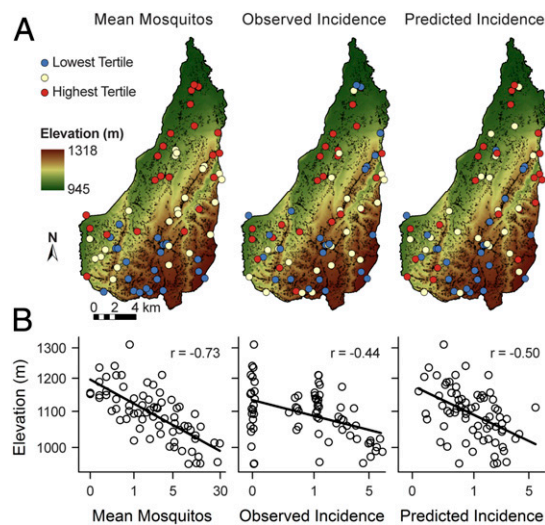 A
Mean Mosquitos
Observed Incidence
Predicted Incidence
Lowest Tertile
Highest Tertile
Elevation (m)
1318
945
N
0 2 4 km
B
Elevation (m)
1300
1200
1100
1000
r = -0.73
r = -0.44
r = -0.50
0 1 5 30
0 1 5
0 1 5
Mean Mosquitos
Observed Incidence
Predicted Incidence